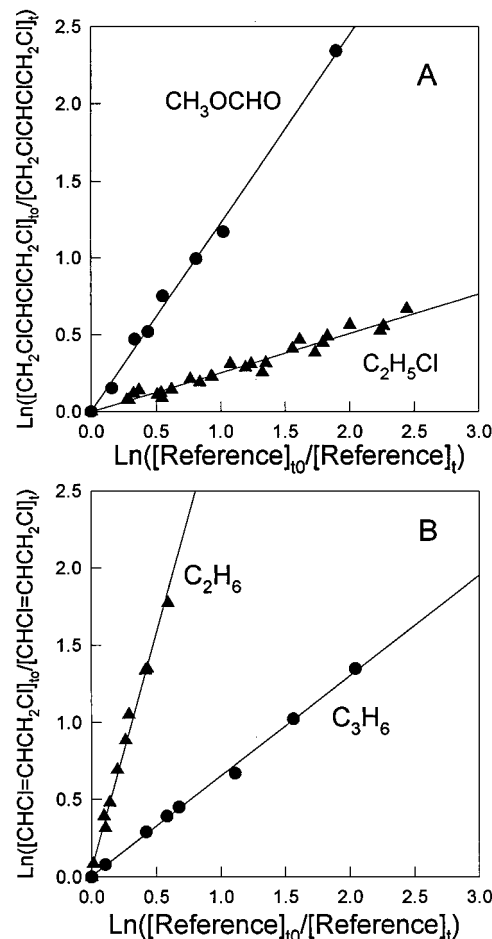 Ln([CH₂ClCHClCH₂Cl]ₜ₀/[CH₂ClCHClCHClCH₂Cl]ₜ)
2.5
A
CH₃OCHO
2.0
1.5
1.0
0.5
C₂H₅Cl
0.0
0.0 0.5 1.0 1.5 2.0 2.5 3.0
Ln([Reference]ₜ₀/[Reference]ₜ)
Ln([CHCl=CHCH₂Cl]ₜ₀/[CHCl=CHCH₂Cl]ₜ)
2.5
B
C₂H₆
2.0
1.5
1.0
C₃H₆
0.5
0.0
0.0 0.5 1.0 1.5 2.0 2.5 3.0
Ln([Reference]ₜ₀/[Reference]ₜ)